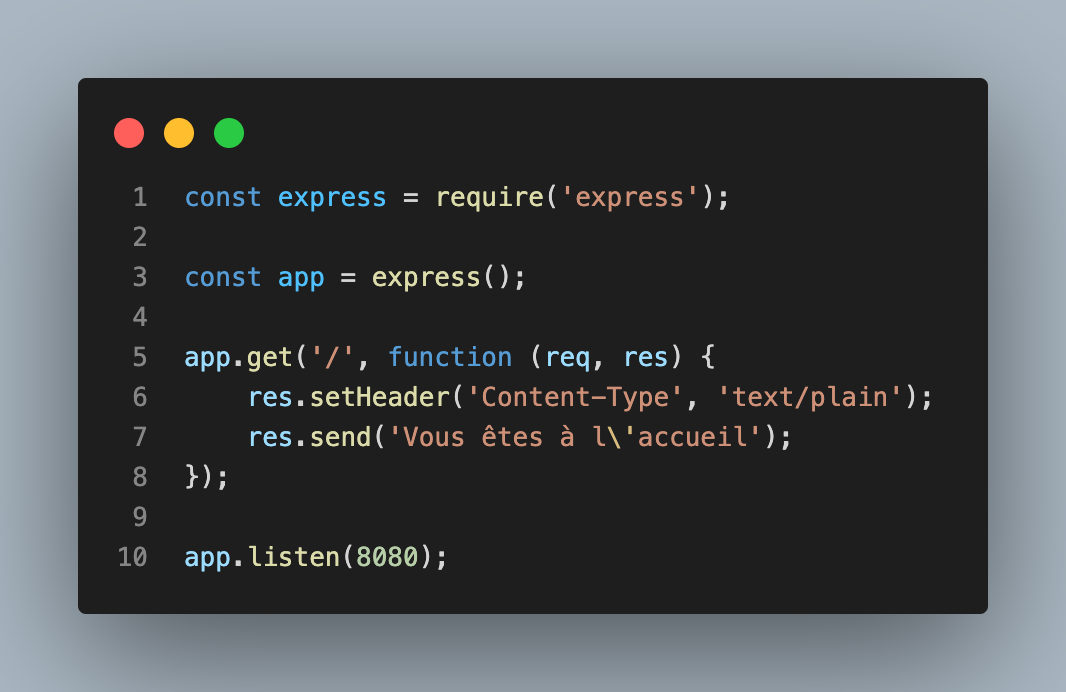 1 const express = require('express');
2
3 const app = express();
4
5 app.get('/', function (req, res) {
6     res.setHeader('Content-Type', 'text/plain');
7     res.send('Vous êtes à l\'accueil');
8 });
9
10 app.listen(8080);